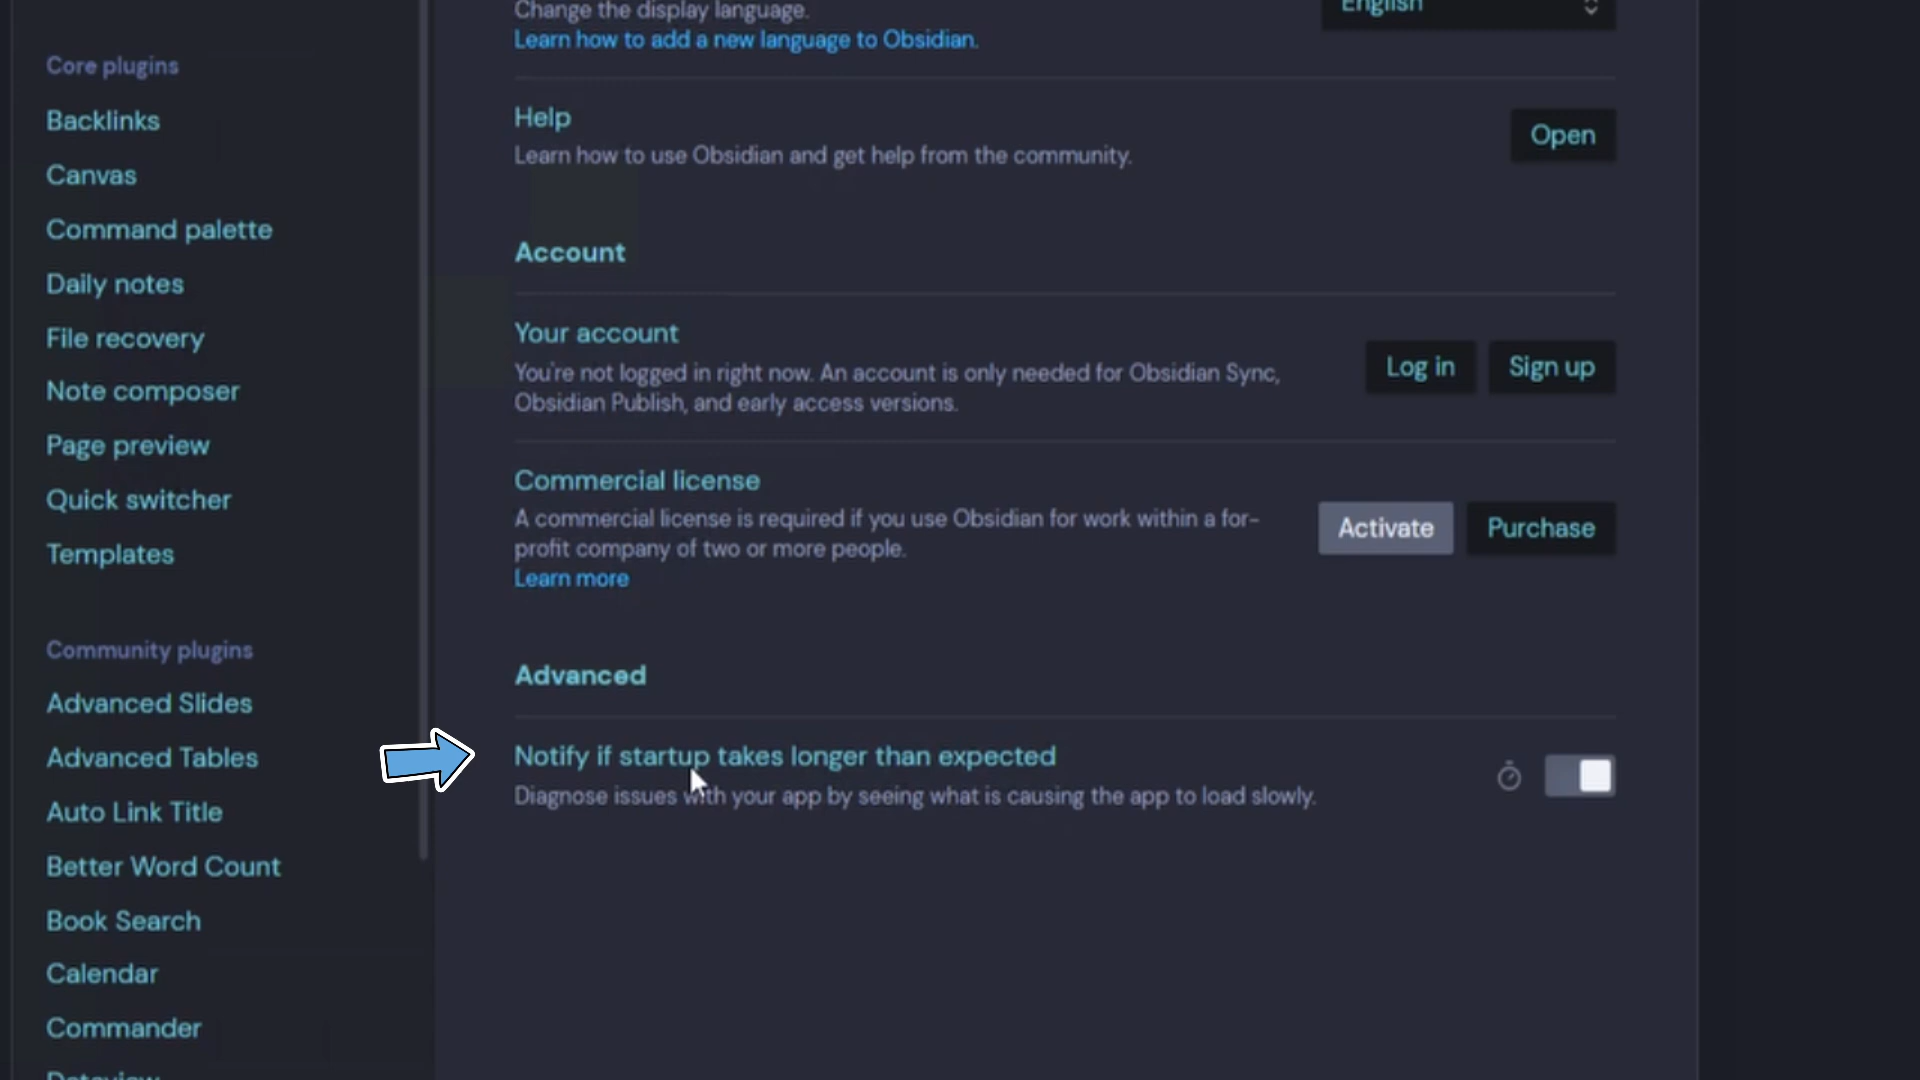 Core plugins
Backlinks
Canvas
Command palette
Daily notes
File recovery
Note composer
Page preview
Quick switcher
Templates
Community plugins
Advanced Slides
Advanced Tables
Auto Link Title
Better Word Count
Book Search
Calendar
Commander
Dataview
Change the display language.
English
Learn how to add a new language to Obsidian.
Help
Learn how to use Obsidian and get help from the community.
Open
Account
Your account
You're not logged in right now. An account is only needed for Obsidian Sync,
Obsidian Publish, and early access versions.
Log in
Sign up
Commercial license
A commercial license is required if you use Obsidian for work within a for-
profit company of two or more people.
Learn more
Activate
Purchase
Advanced
Notify if startup takes longer than expected
Diagnose issues with your app by seeing what is causing the app to load slowly.